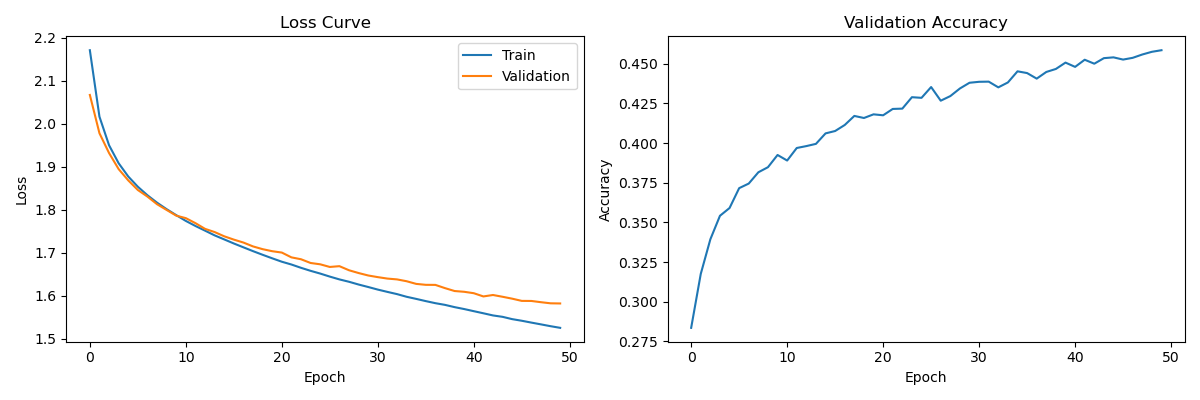 Loss Curve
2.2
2.1
2.0
1.9
1.8
1.7
1.6
1.5
Loss
0 10 20 30 40 50
Epoch
Train
Validation
Validation Accuracy
0.450
0.425
0.400
0.375
0.350
0.325
0.300
0.275
Accuracy
0 10 20 30 40 50
Epoch